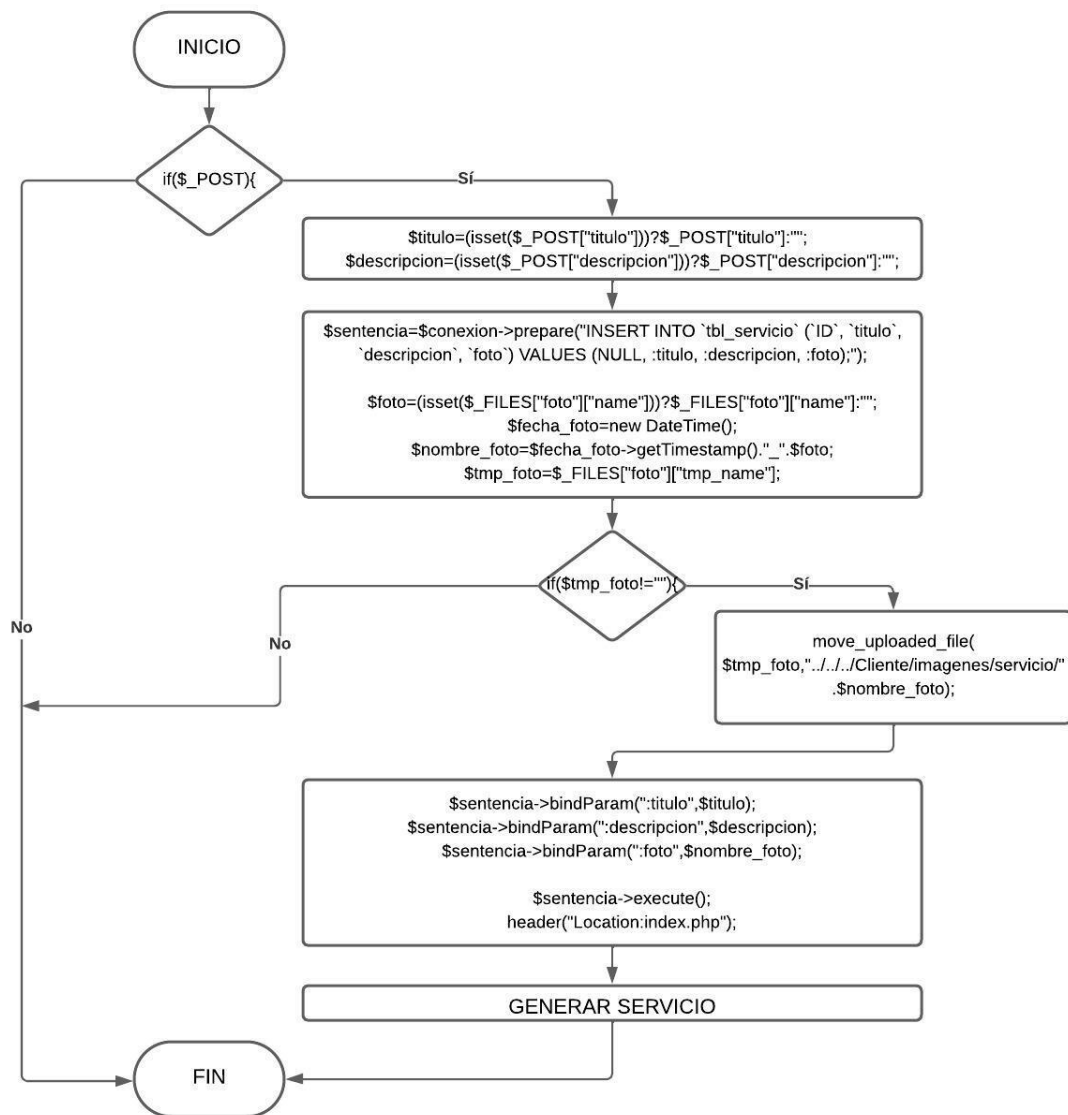 INICIO
if($_POST){
Sí
$titulo=(isset($_POST["titulo"]))?$_POST["titulo"]:"";
$descripcion=(isset($_POST["descripcion"]))?$_POST["descripcion"]:"";
$sentencia=$conexion->prepare("INSERT INTO `tbl_servicio` (`ID`, `titulo`,
`descripcion`, `foto`) VALUES (NULL, :titulo, :descripcion, :foto);");
$foto=(isset($_FILES["foto"]["name"]))?$_FILES["foto"]["name"]:"";
$fecha_foto=new DateTime();
$nombre_foto=$fecha_foto->getTimestamp()."_".$foto;
$tmp_foto=$_FILES["foto"]["tmp_name"];
if($tmp_foto!=""){
Sí
No
No
move_uploaded_file(
$tmp_foto,"../../../Cliente/imagenes/servicio/"
.$nombre_foto);
$sentencia->bindParam(":titulo",$titulo);
$sentencia->bindParam(":descripcion",$descripcion);
$sentencia->bindParam(":foto",$nombre_foto);
$sentencia->execute();
header("Location:index.php");
GENERAR SERVICIO
FIN